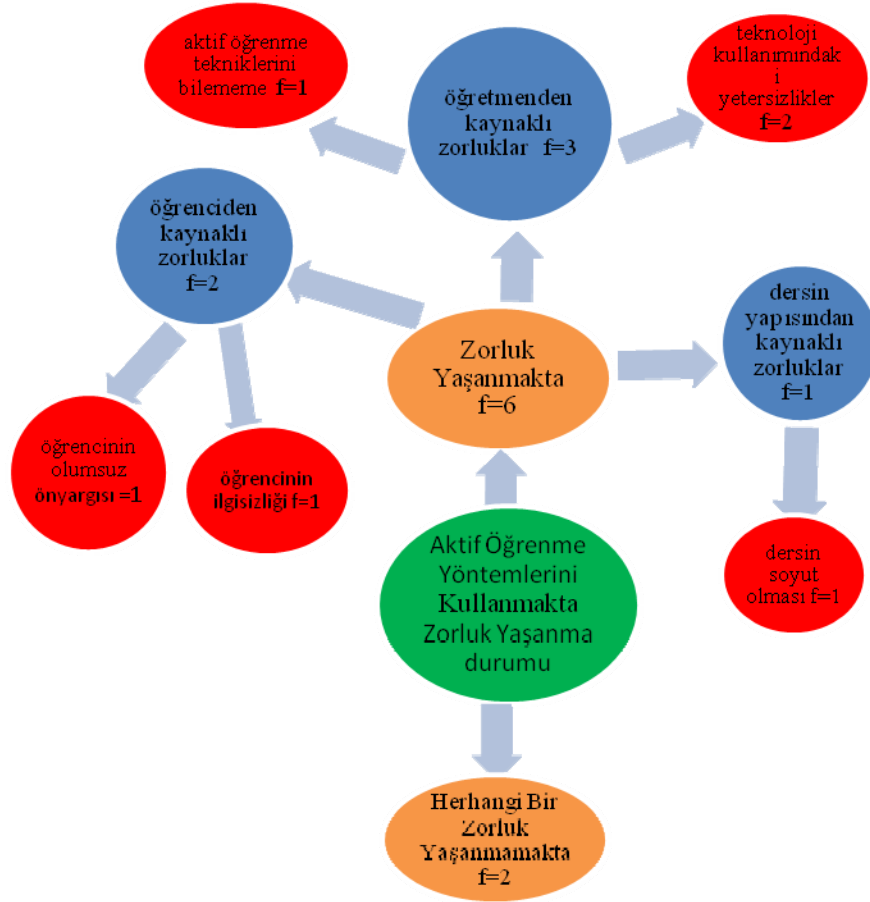 aktif öğrenme
tekniklerini
bilememe f=1
öğretmenden
kaynaklı
zorluklar f=3
teknoloji
kullanımındak
i
yetersizlikler
f=2
öğrenciden
kaynaklı
zorluklar
f=2
dersin
yapısından
kaynaklı
zorluklar
f=1
Zorluk
Yaşanmakta
f=6
öğrencinin
olumsuz
önyargısı =1
öğrencinin
ilgisizliği f=1
dersin
soyut
olması f=1
Aktif Öğrenme
Yöntemlerini
Kullanmakta
Zorluk Yaşanma
durumu
Herhangi Bir
Zorluk
Yaşanmamakta
f=2